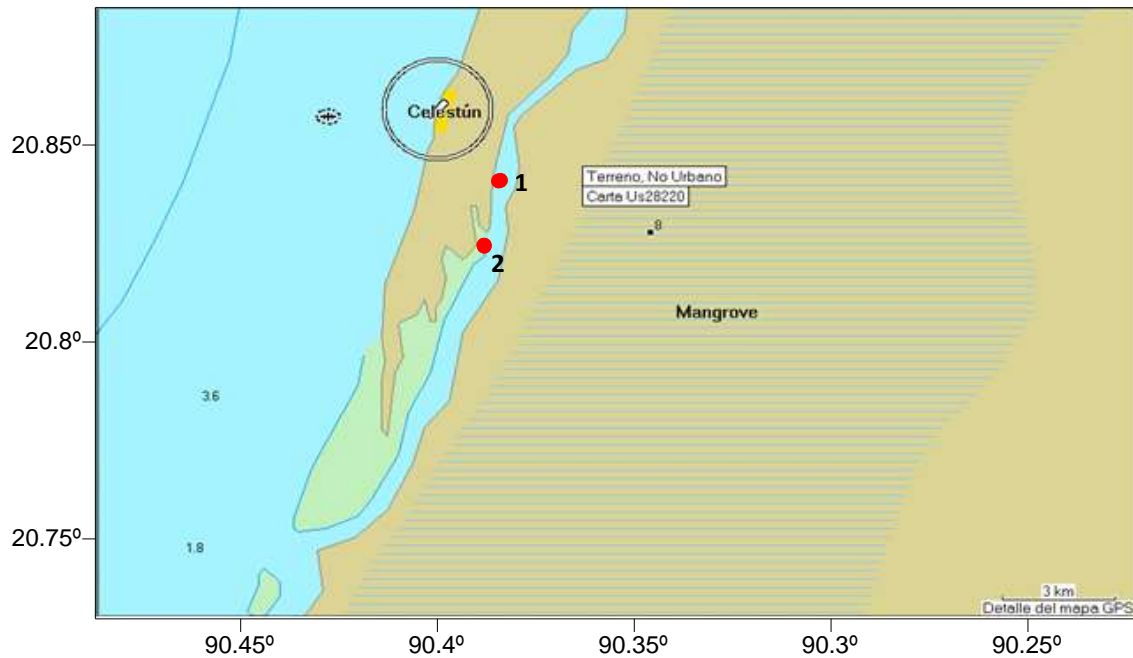 Celestún
20.85º
1
Terreno, No Urbano
Carta Us28220
8
2
Mangrove
20.8º
3.6
20.75º
1.8
3 km
Detalle del mapa GPS
90.45º
90.4º
90.35º
90.3º
90.25º